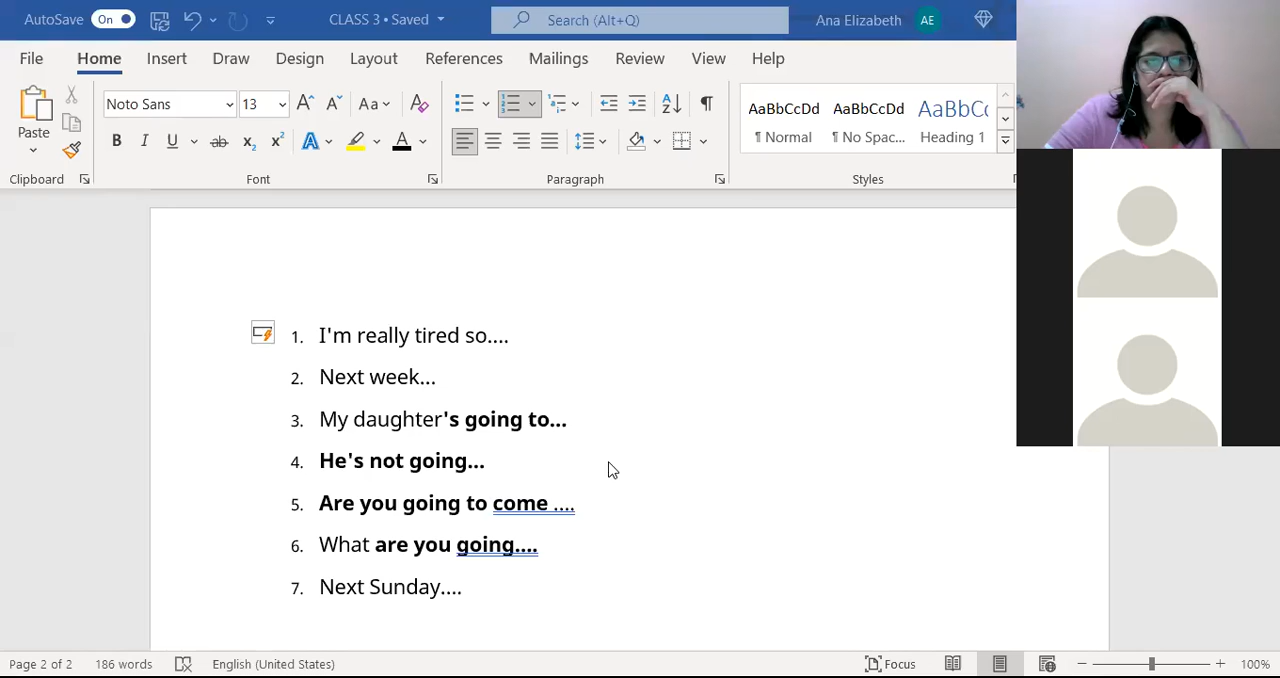 AutoSave On CLASS 3 • Saved Search (Alt+Q) Ana Elizabeth AE
File Home Insert Draw Design Layout References Mailings Review View Help
Paste Noto Sans 13 A A Aa A A Z ¶ AaBbCcDd AaBbCcDd AaBbCc
B I U ab x2 x2 A A ¶ Normal ¶ No Spac... Heading 1
Clipboard Font Paragraph Styles
1. I'm really tired so....
2. Next week...
3. My daughter's going to...
4. He's not going...
5. Are you going to come ....
6. What are you going....
7. Next Sunday....
Page 2 of 2 186 words English (United States) Focus 100%